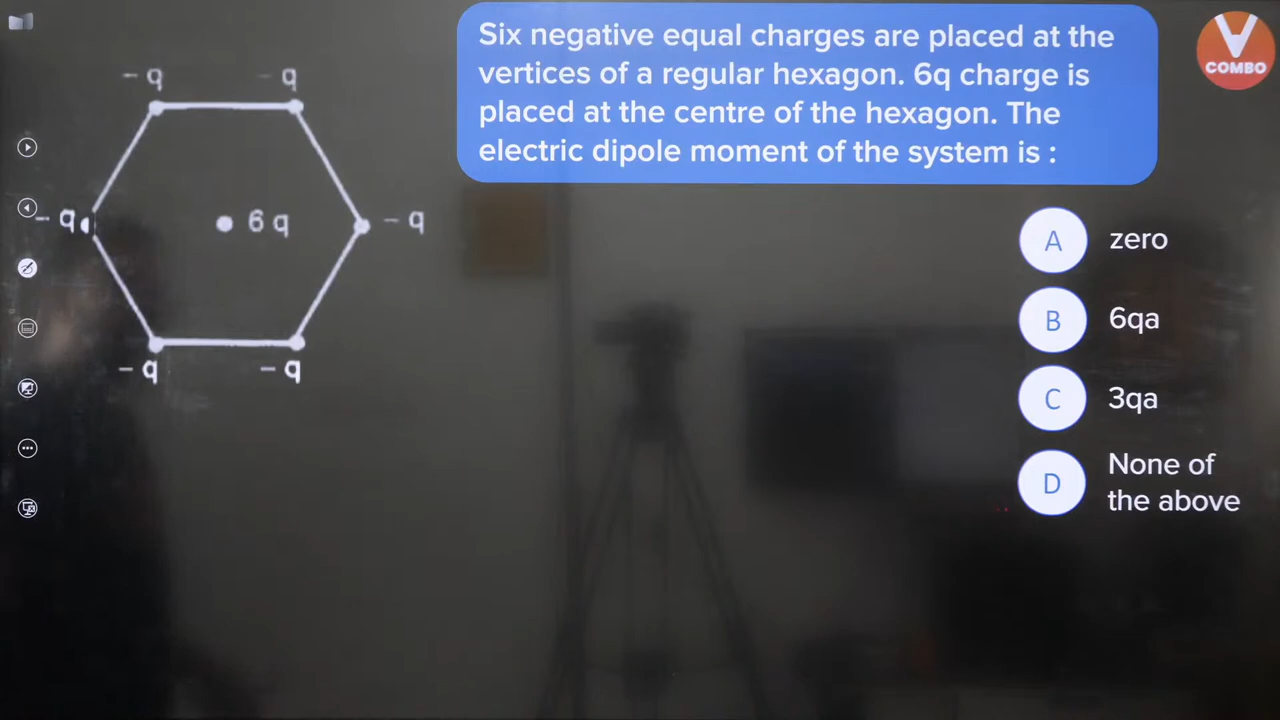 Six negative equal charges are placed at the
vertices of a regular hexagon. 6q charge is
placed at the centre of the hexagon. The
electric dipole moment of the system is :
COMBO
− q − q
− q 6 q − q
− q − q
A zero
B 6qa
C 3qa
D None of
the above